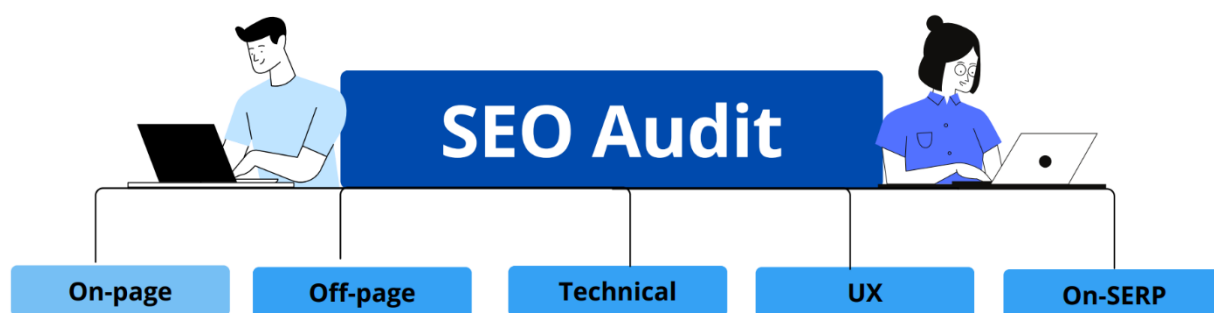 SEO Audit
On-page
Off-page
Technical
UX
On-SERP